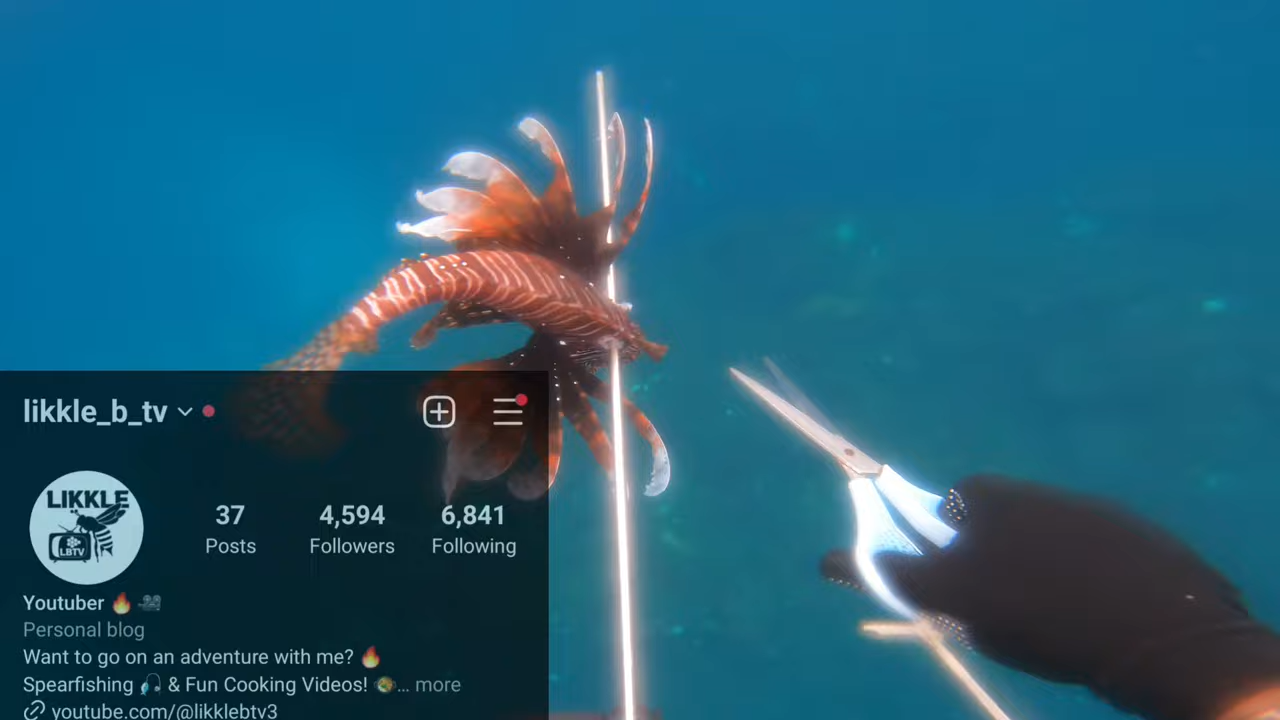 likkle_b_tv
LIKKLE
LBTV
37
Posts
4,594
Followers
6,841
Following
Youtuber 🔥 🎥
Personal blog
Want to go on an adventure with me? 🔥
Spearfishing 🎣 & Fun Cooking Videos! 🥘... more
youtube.com/@likklebtv3